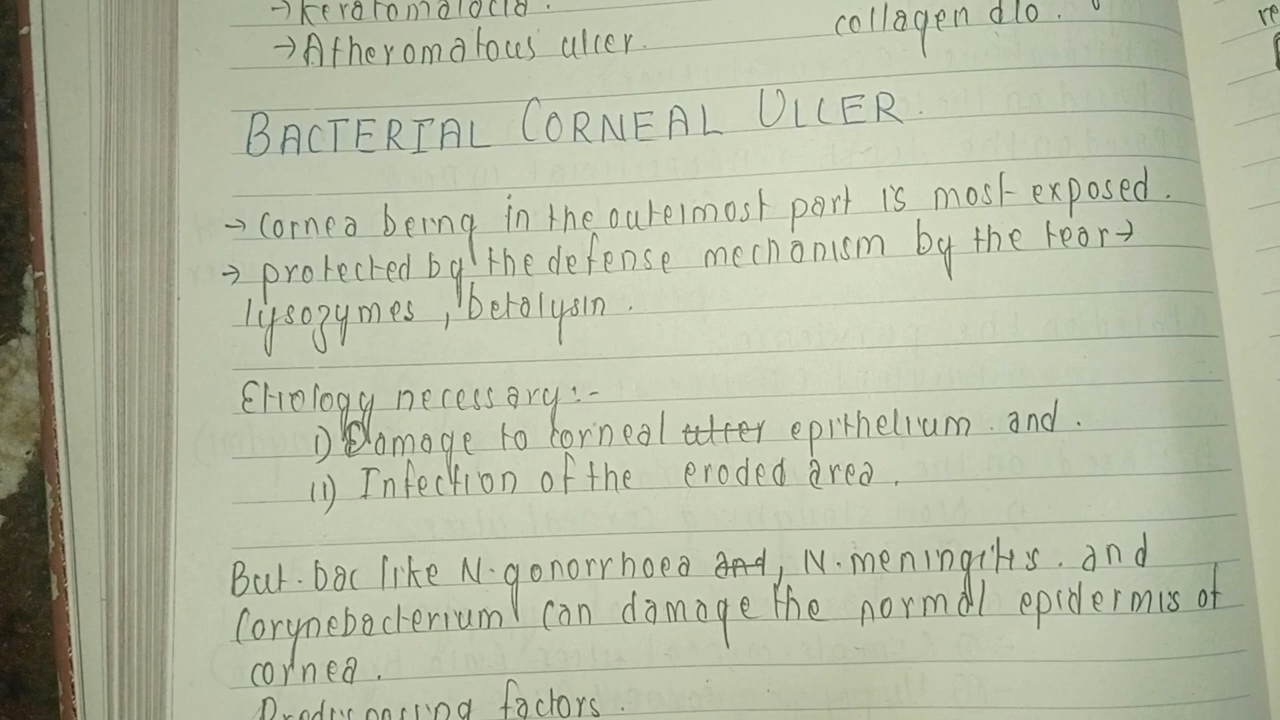 → keratomalacia.
→ Atheromatous ulcer.
collagen d/o.
BACTERIAL CORNEAL ULCER.
→ cornea being in the outermost part is most exposed.
→ protected by the defense mechanism by the tear →
lysozymes, betalysin.
Etiology necessary:-
i) Damage to corneal ulcer epithelium and.
ii) Infection of the eroded area.
But bac like N. gonorrhoea and, N. meningitis. and
Corynebacterium can damage the normal epidermis of
cornea.
Predisposing factors.